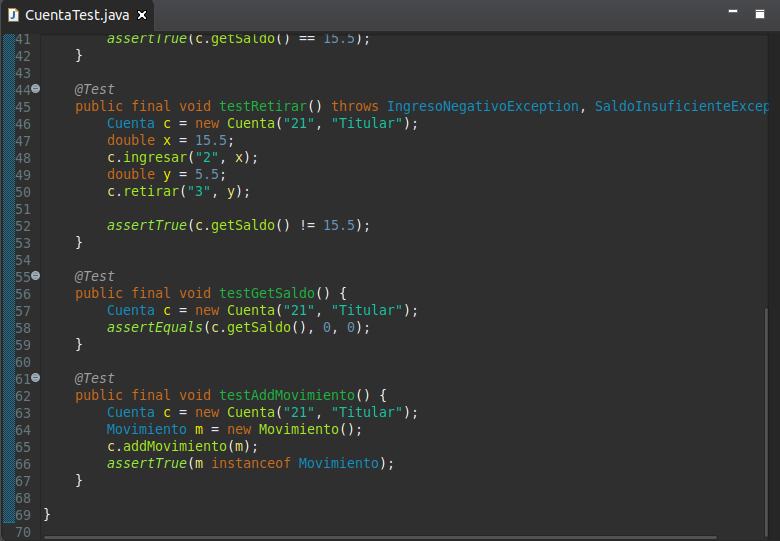 CuentaTest.java
41 assertTrue(c.getSaldo() == 15.5);
42 }
43
44 @Test
45 public final void testRetirar() throws IngresoNegativoException, SaldoInsuficienteExcep
46 Cuenta c = new Cuenta("21", "Titular");
47 double x = 15.5;
48 c.ingresar("2", x);
49 double y = 5.5;
50 c.retirar("3", y);
51
52 assertTrue(c.getSaldo() != 15.5);
53 }
54
55 @Test
56 public final void testGetSaldo() {
57 Cuenta c = new Cuenta("21", "Titular");
58 assertEquals(c.getSaldo(), 0, 0);
59 }
60
61 @Test
62 public final void testAddMovimiento() {
63 Cuenta c = new Cuenta("21", "Titular");
64 Movimiento m = new Movimiento();
65 c.addMovimiento(m);
66 assertTrue(m instanceof Movimiento);
67 }
68
69 }
70